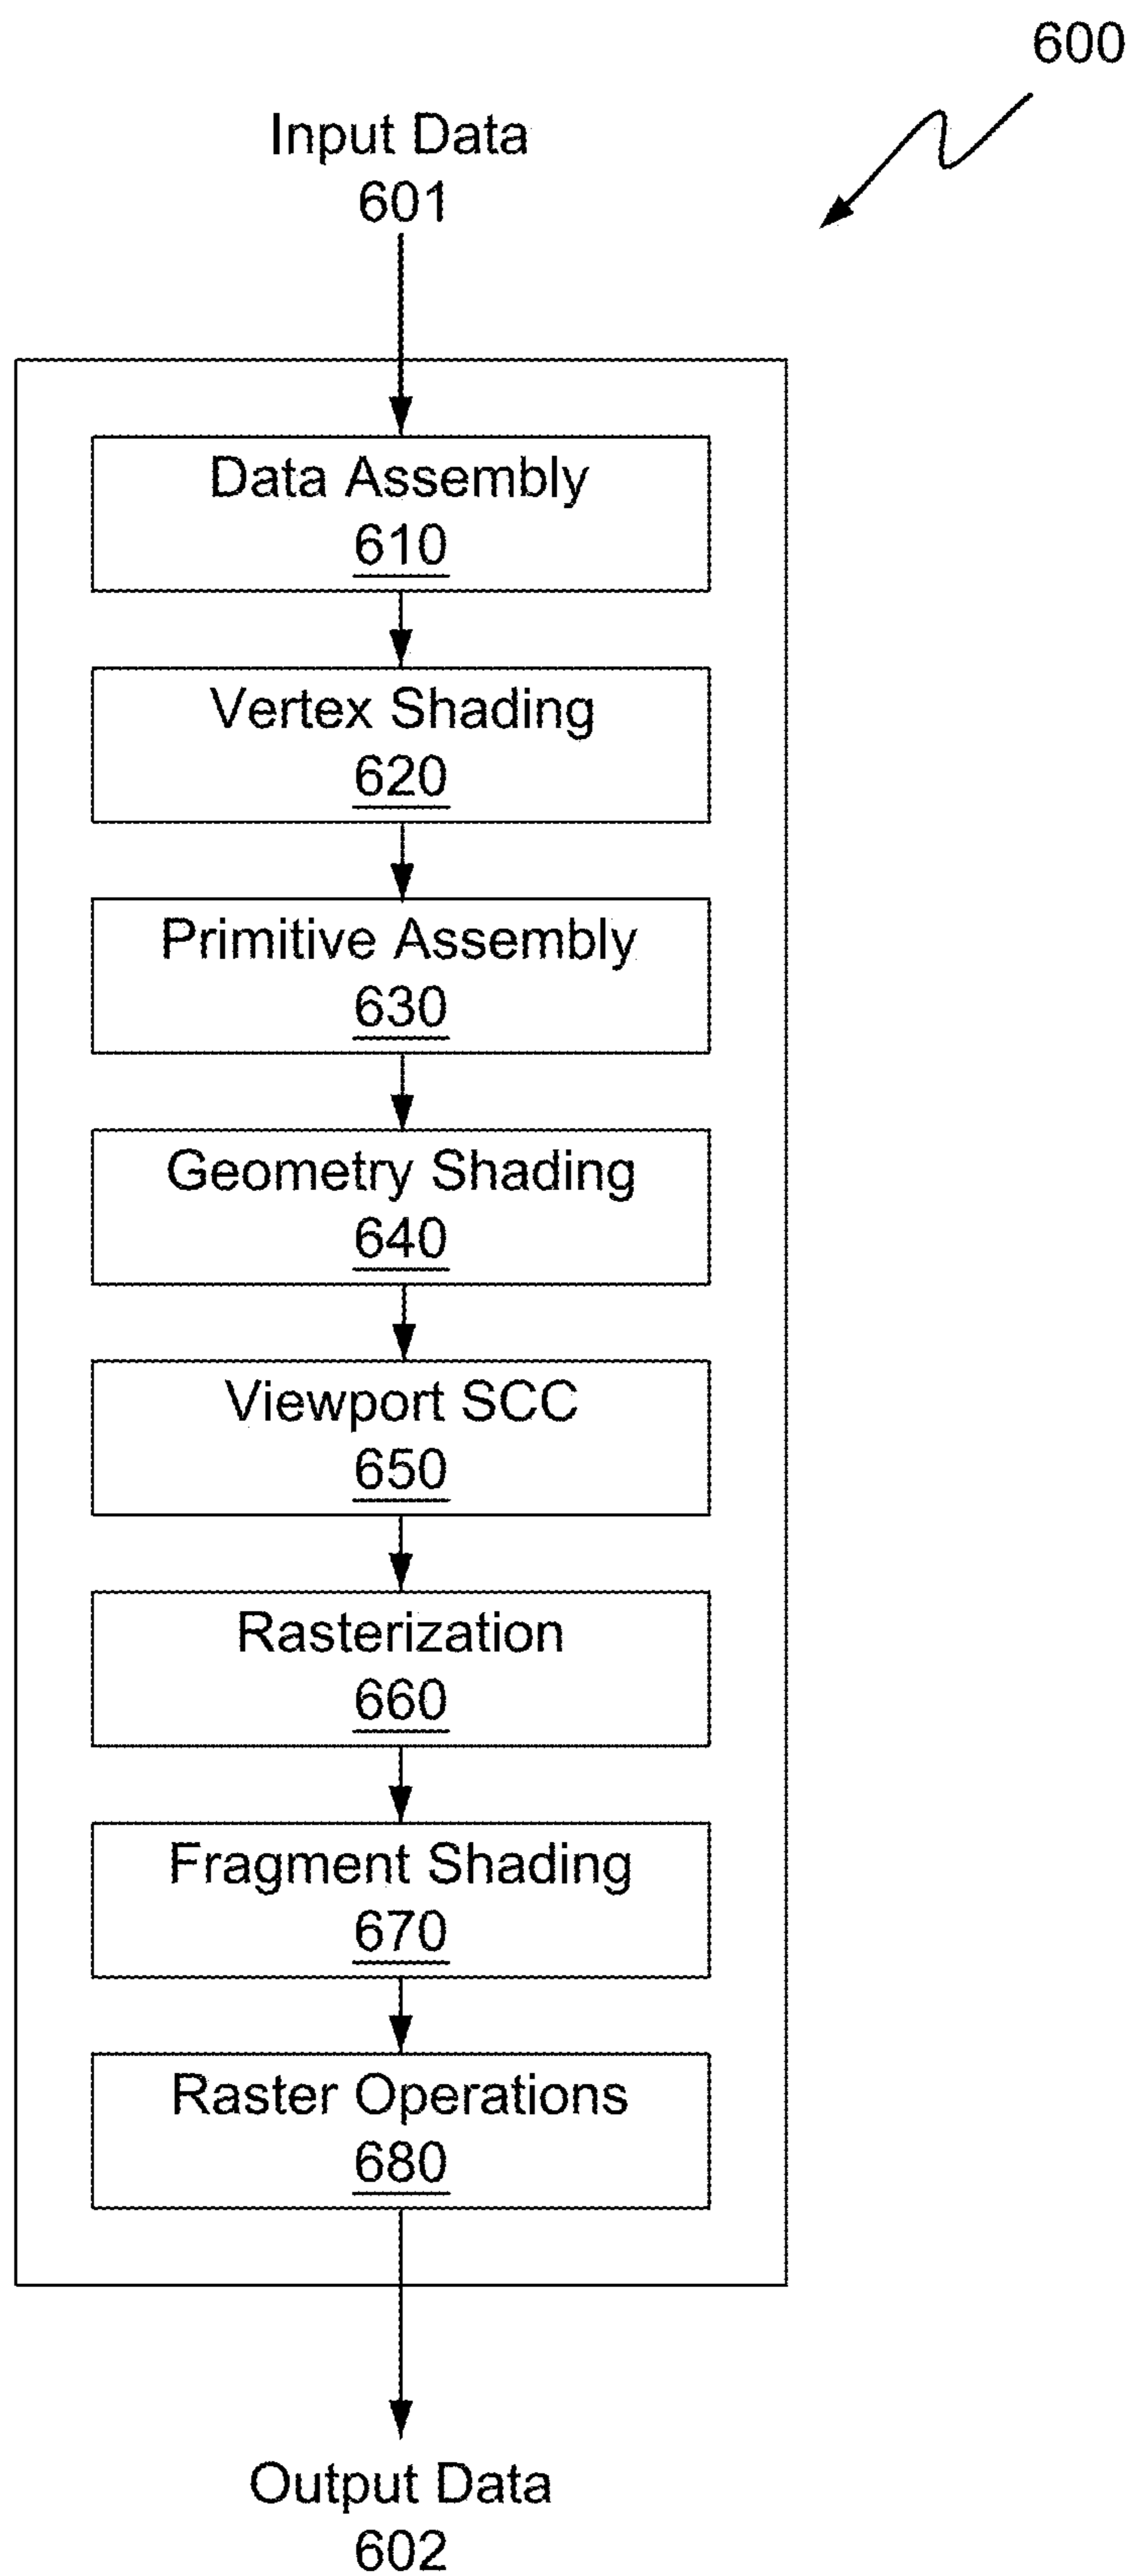 600
Input Data
601
Data Assembly
610
Vertex Shading
620
Primitive Assembly
630
Geometry Shading
640
Viewport SCC
650
Rasterization
660
Fragment Shading
670
Raster Operations
680
Output Data
602